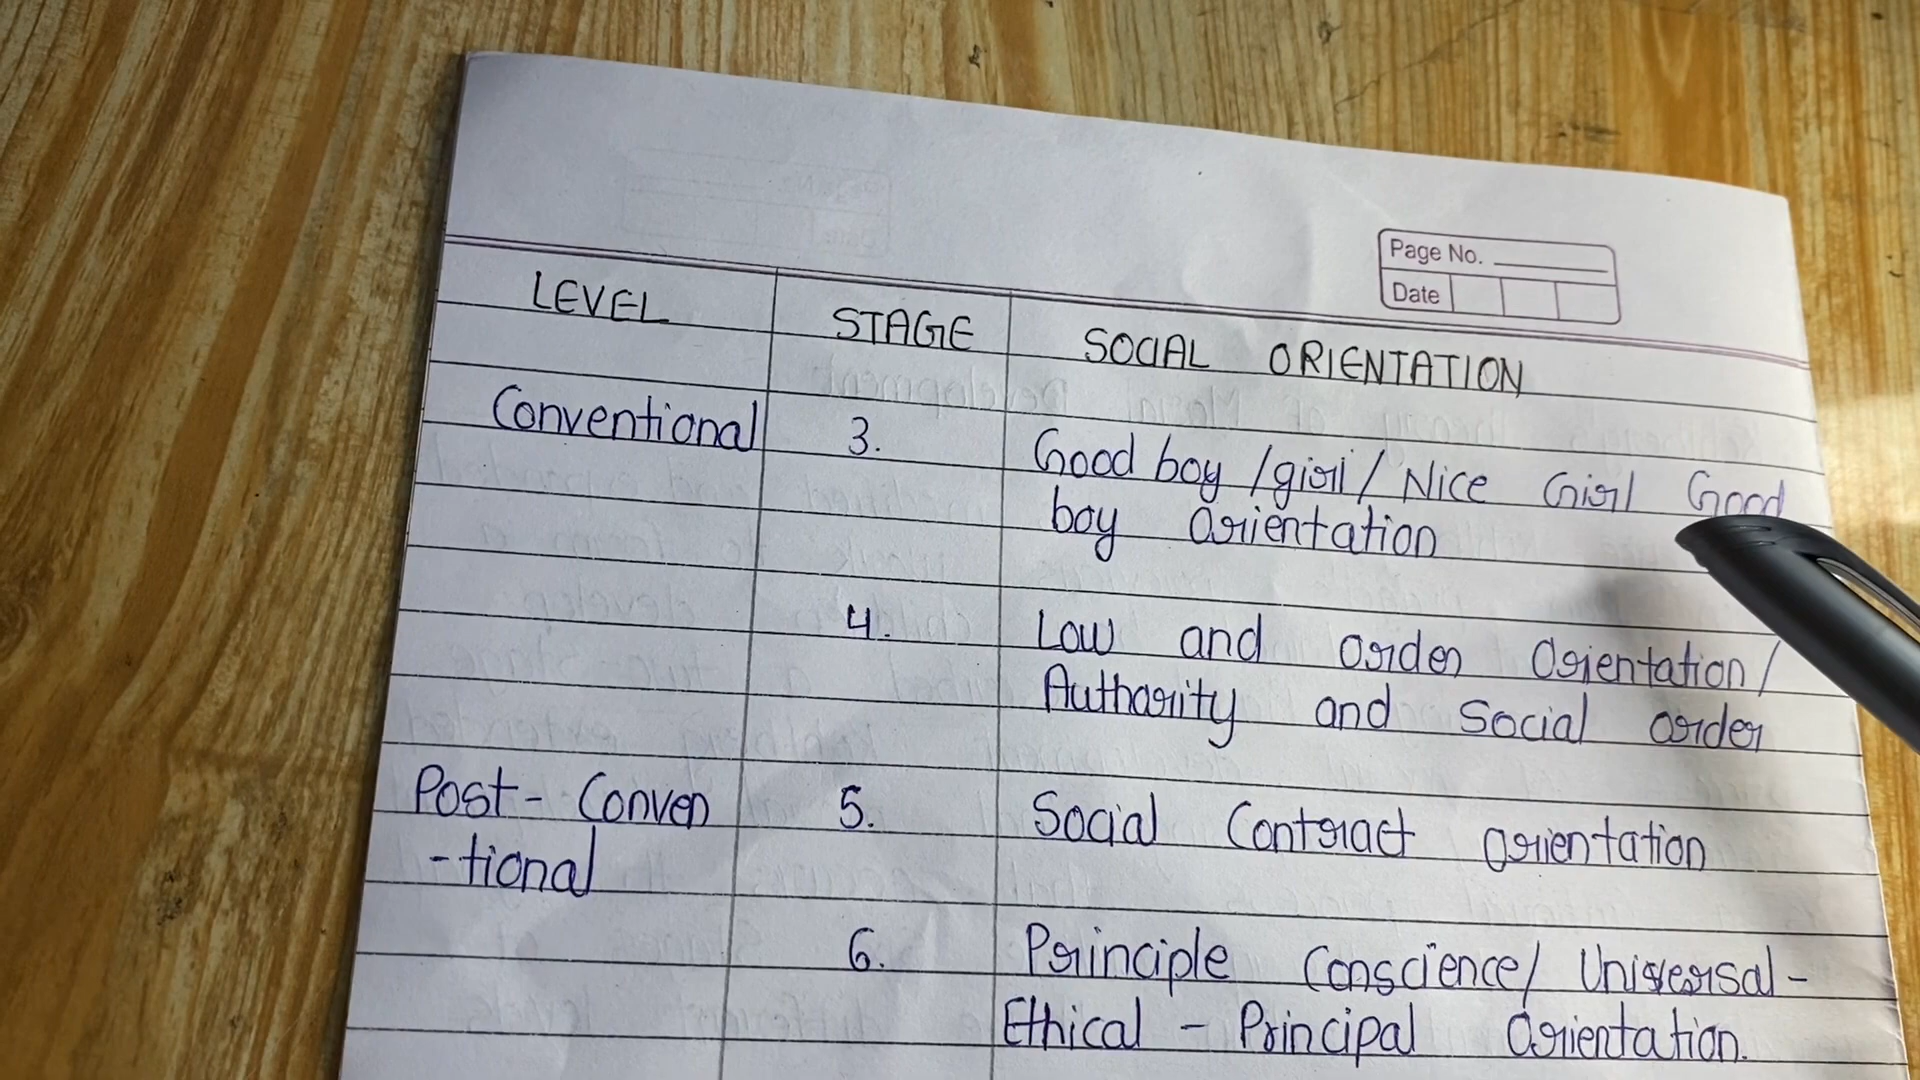 Page No.
Date
LEVEL STAGE SOCIAL ORIENTATION
Conventional 3. Good boy /girl/ Nice Girl Good
boy Orientation
4. Low and order Orientation/
Authority and Social order
Post- Conven 5. Social Contract orientation
-tional
6. Principle Conscience/ Universal-
Ethical - Principal Orientation.